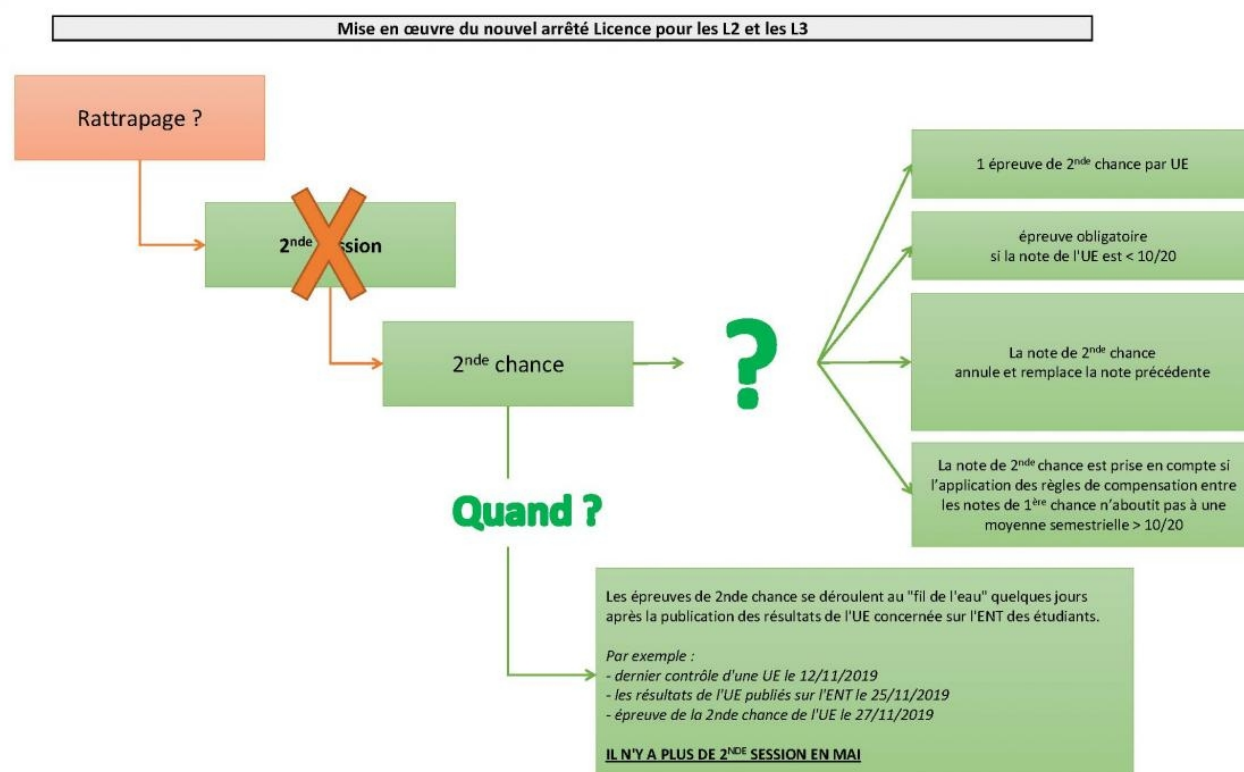 Mise en œuvre du nouvel arrêté Licence pour les L2 et les L3
Rattrapage ?
2nde ssion
2nde chance
?
1 épreuve de 2nde chance par UE
épreuve obligatoire
si la note de l'UE est < 10/20
La note de 2nde chance
annule et remplace la note précédente
La note de 2nde chance est prise en compte si
l'application des règles de compensation entre
les notes de 1ère chance n'aboutit pas à une
moyenne semestrielle > 10/20
Quand ?
Les épreuves de 2nde chance se déroulent au "fil de l'eau" quelques jours
après la publication des résultats de l'UE concernée sur l'ENT des étudiants.
Par exemple :
- dernier contrôle d'une UE le 12/11/2019
- les résultats de l'UE publiés sur l'ENT le 25/11/2019
- épreuve de la 2nde chance de l'UE le 27/11/2019
IL N'Y A PLUS DE 2NDE SESSION EN MAI